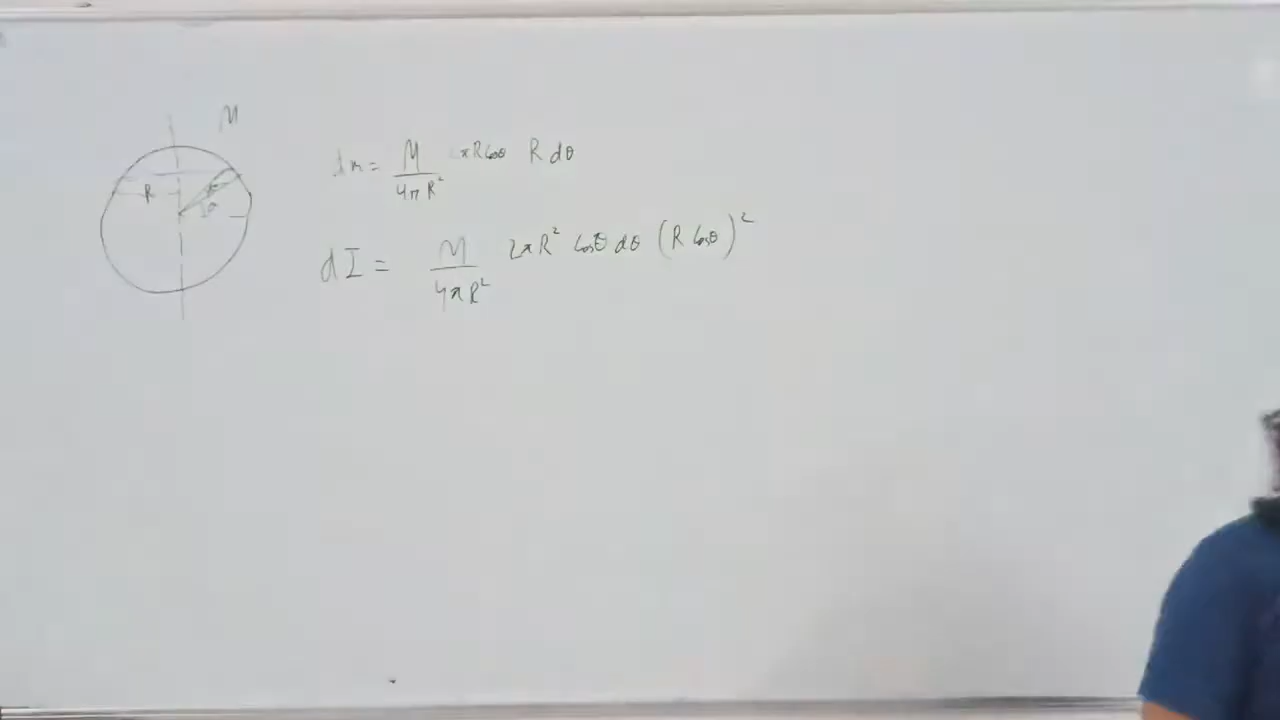 M
dm = M/4πR² 2πR Cosθ R dθ
R R θ
dI = M/4πR² 2πR² Cosθ dθ (R Cosθ)²